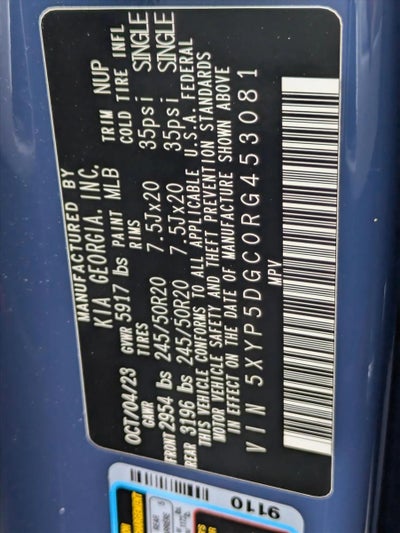 MANUFACTURED BY
KIA GEORGIA. INC.
OCT/04/23 GVWR 5917 lbs PAINT MLB TRIM NUP
GAWR TIRES RIMS COLD TIRE INFL
FRONT 2954 lbs 245/50R20 7.5Jx20 35psi SINGLE
REAR 3196 lbs 245/50R20 7.5Jx20 35psi SINGLE
THIS VEHICLE CONFORMS TO ALL APPLICABLE U.S.A. FEDERAL
MOTOR VEHICLE SAFETY AND THEFT PREVENTION STANDARDS
IN EFFECT ON THE DATE OF MANUFACTURE SHOWN ABOVE
VIN 5XYP5DGC0RG453081
MPV
9110